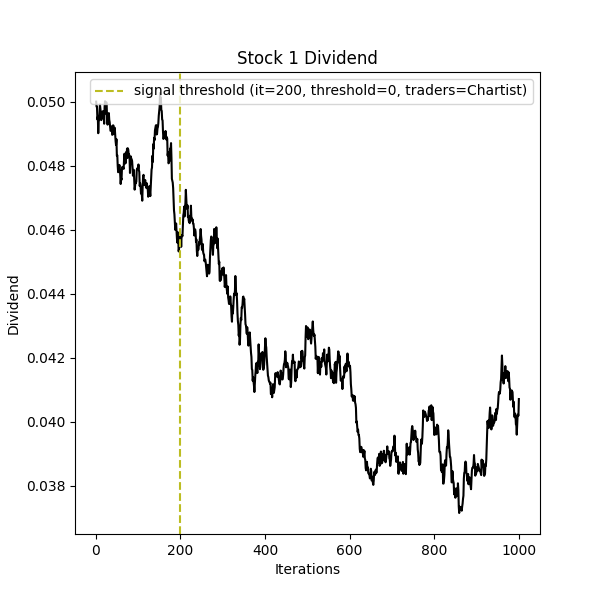 Stock 1 Dividend
signal threshold (it=200, threshold=0, traders=Chartist)
0.050
0.048
0.046
0.044
0.042
0.040
0.038
Dividend
0 200 400 600 800 1000
Iterations